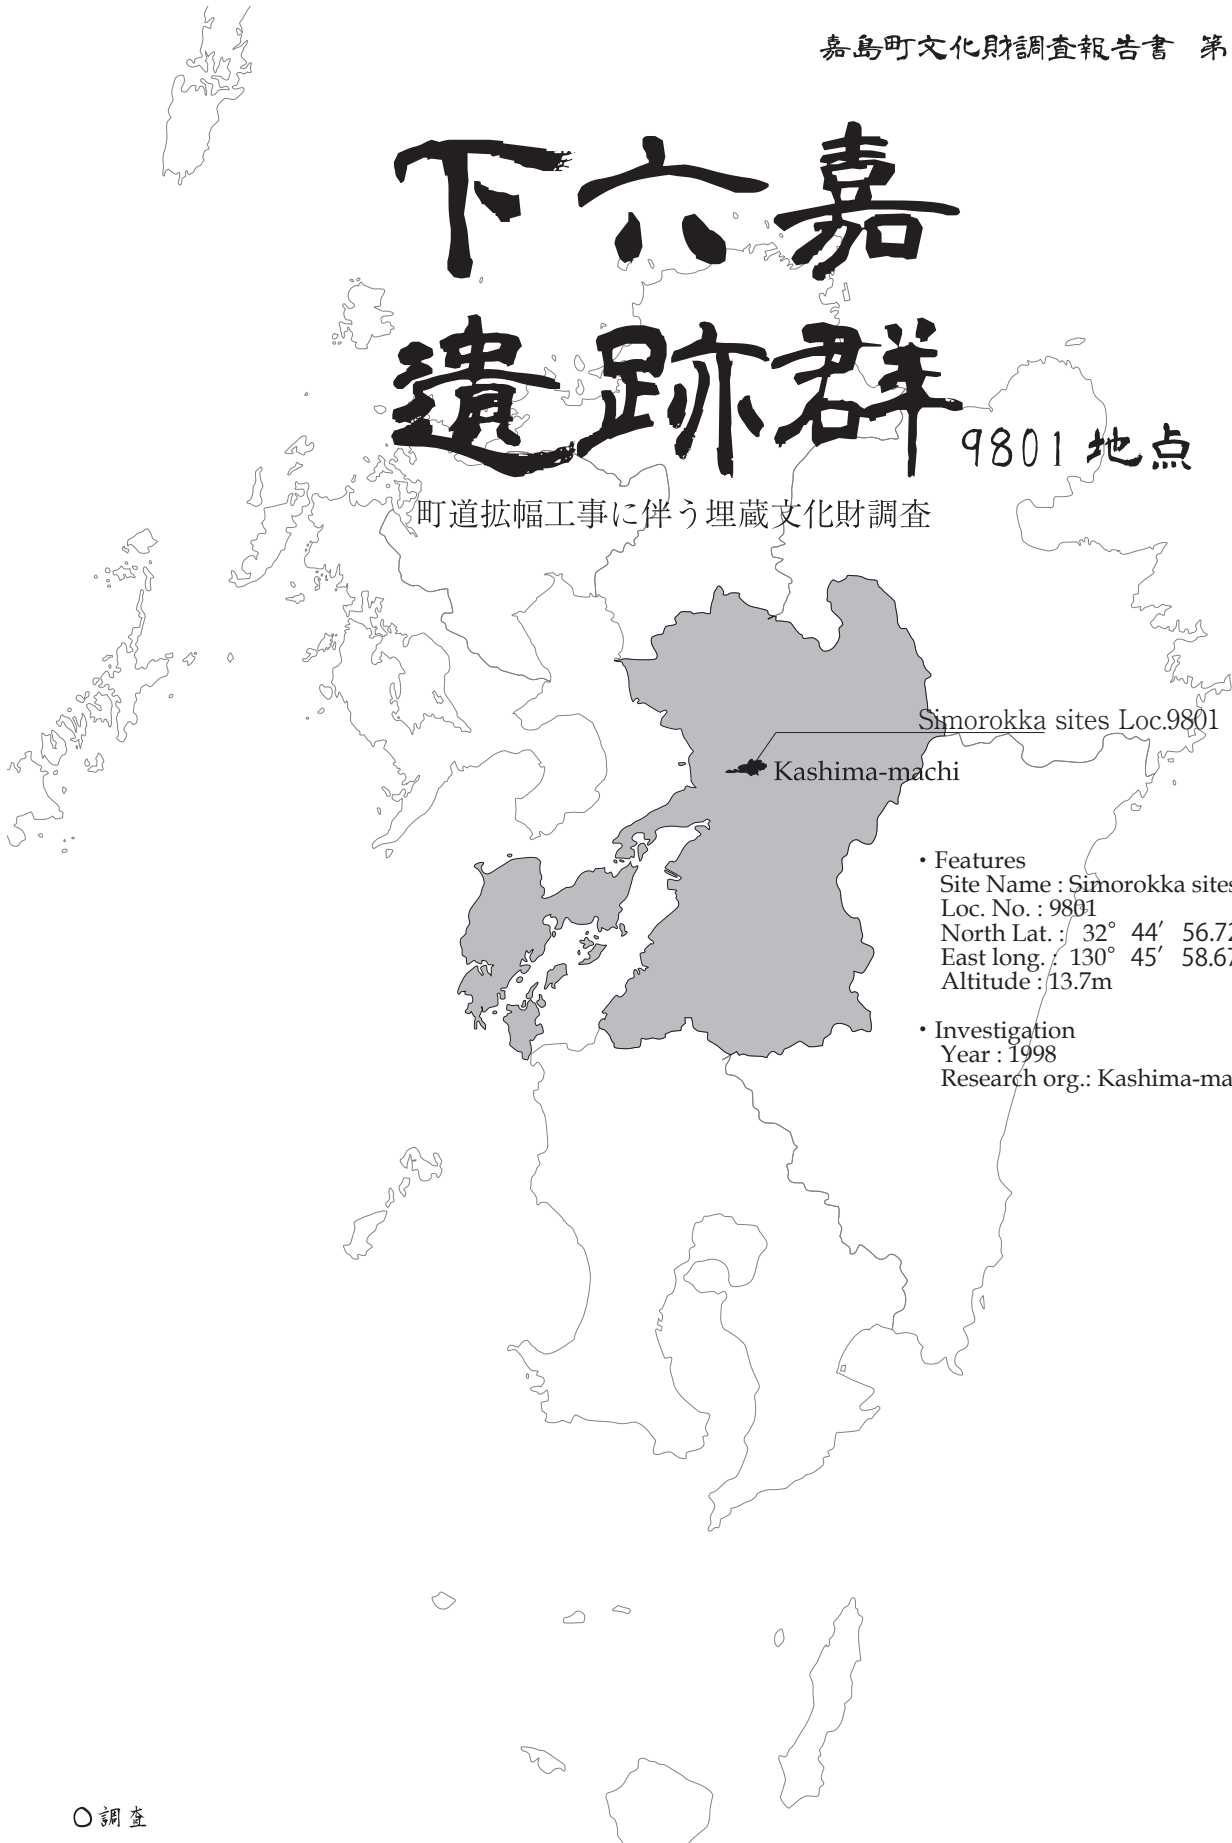 嘉島町文化財調査報告書 第
下六嘉
遺跡群
9801 地点
町道拡幅工事に伴う埋蔵文化財調査
Simorokka sites Loc.9801
Kashima-machi
・Features
Site Name : Simorokka sites
Loc. No. : 9801
North Lat. : 32° 44′ 56.72
East long. : 130° 45′ 58.67
Altitude : 13.7m
・Investigation
Year : 1998
Research org.: Kashima-ma
○調査